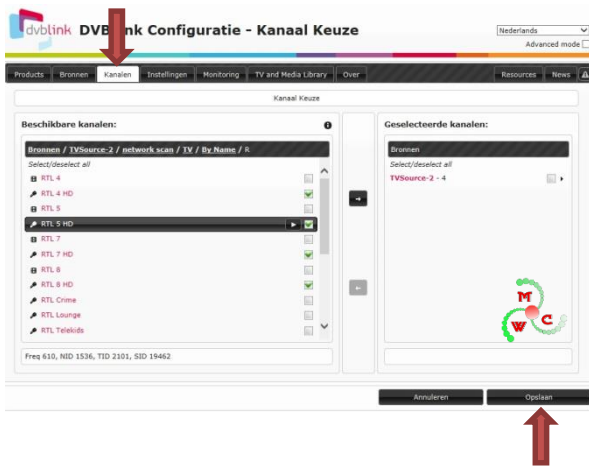 dvblink DVBLink Configuratie - Kanaal Keuze
Nederlands
Advanced mode
Products Bronnen Kanalen Instellingen Monitoring TV and Media Library Over Resources News
Kanaal Keuze
Beschikbare kanalen:
Bronnen / TVSource-2 / network scan / TV / By Name / R
Select/deselect all
RTL 4
RTL 4 HD
RTL 5
RTL 5 HD
RTL 7
RTL 7 HD
RTL 8
RTL 8 HD
RTL Crime
RTL Lounge
RTL Telekids
Freq 610, NID 1536, TID 2101, SID 19462
Geselecteerde kanalen:
Bronnen
Select/deselect all
TVSource-2 - 4
M
W C
Annuleren Opslaan